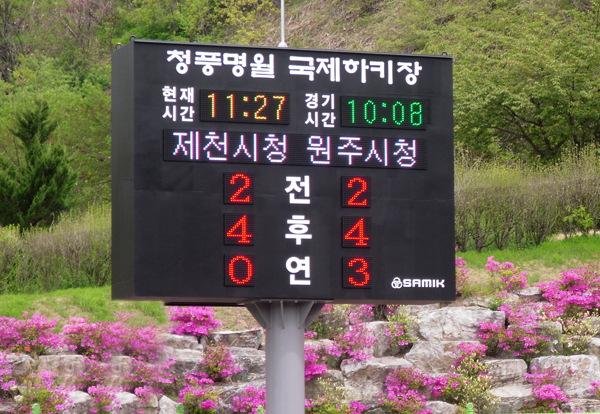 청풍명월 국제하키장
현재 시간 11:27 경기 시간 10:08
제천시청 원주시청
2 전 2
4 후 4
0 연 3
SAMIK